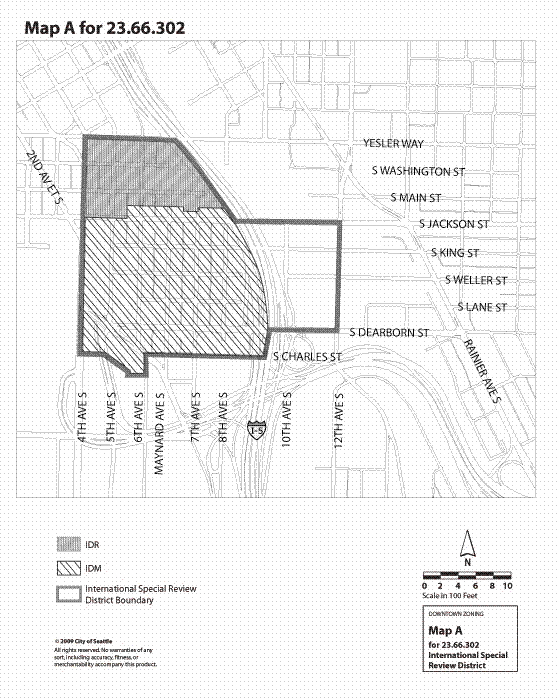 Map A for 23.66.302
YESLER WAY
2ND AV ET S
S WASHINGTON ST
S MAIN ST
S JACKSON ST
S KING ST
S WELLER ST
S LANE ST
S DEARBORN ST
S CHARLES ST
RAINIER AVE S
4TH AVE S
5TH AVE S
6TH AVE S
MAYNARD AVE S
7TH AVE S
8TH AVE S
I-5
10TH AVE S
12TH AVE S
IDR
IDM
International Special Review
District Boundary
N
0 2 4 6 8 10
Scale in 100 Feet
DOWNTOWN ZONING
Map A
for 23.66.302
International Special
Review District
© 2009 City of Seattle
All rights reserved. No warranties of any
sort, including accuracy, fitness, or
merchantability accompany this product.